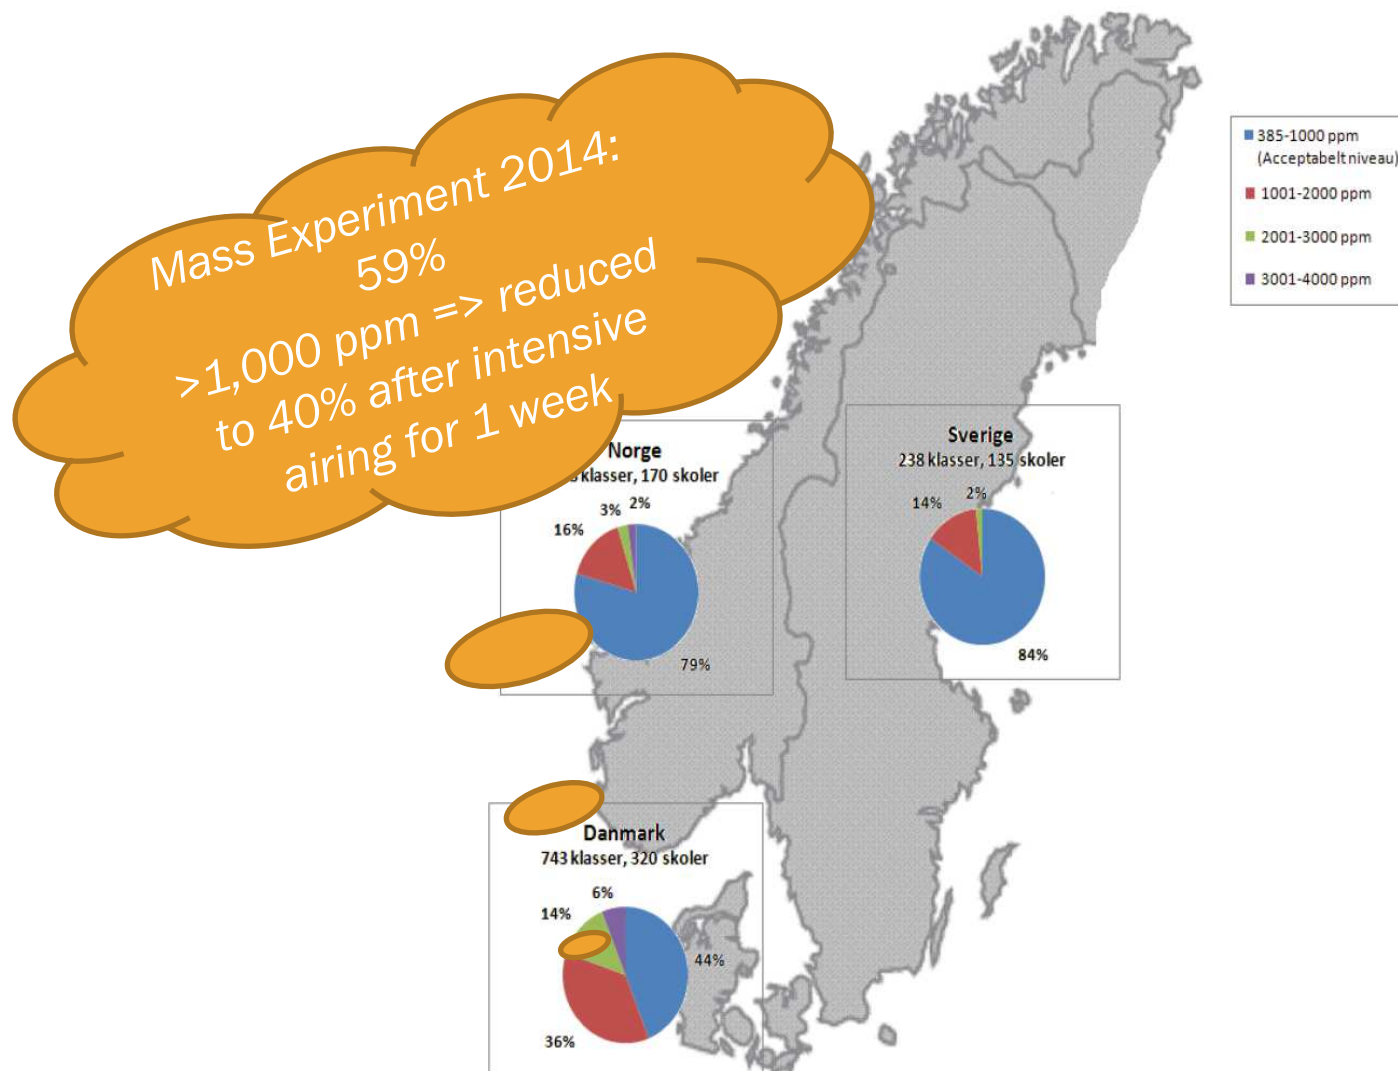 Mass Experiment 2014:
59%
>1,000 ppm => reduced
to 40% after intensive
airing for 1 week
385-1000 ppm
(Acceptabelt niveau)
1001-2000 ppm
2001-3000 ppm
3001-4000 ppm
Norge
klasser, 170 skoler
2%
3%
16%
79%
Sverige
238 klasser, 135 skoler
2%
14%
84%
Danmark
743 klasser, 320 skoler
6%
14%
44%
36%